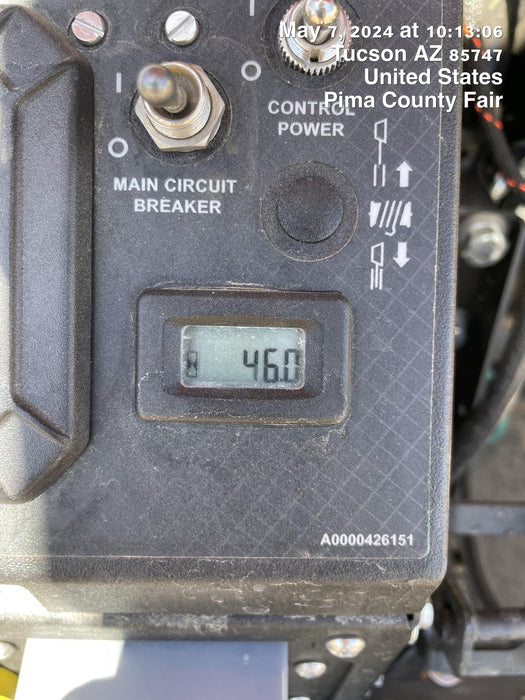 May 7, 2024 at 10:13:06
Tucson AZ 85747
United States
Pima County Fair
I
I
O
O
CONTROL
POWER
MAIN CIRCUIT
BREAKER
46.0
A0000426151